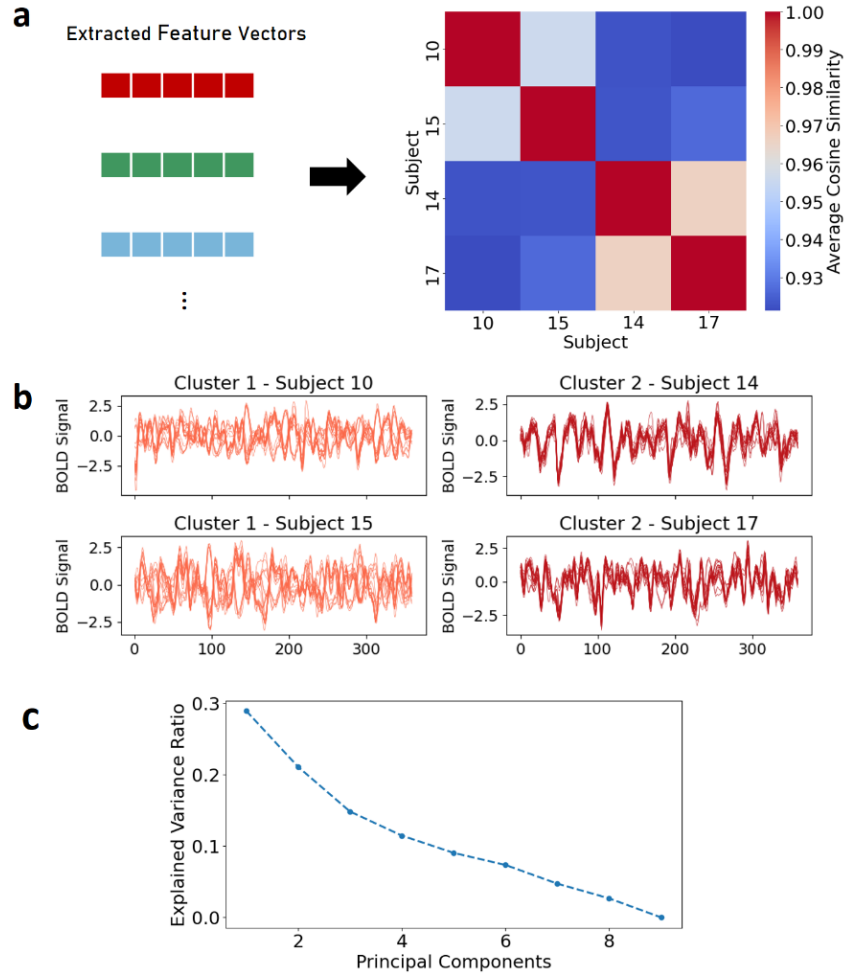 a
Extracted Feature Vectors
...
Subject
10
15
14
17
10 15 14 17
Subject
1.00
0.99
0.98
0.97
0.96
0.95
0.94
0.93
Average Cosine Similarity
b
Cluster 1 - Subject 10
BOLD Signal
2.5
0.0
−2.5
Cluster 2 - Subject 14
BOLD Signal
2.5
0.0
−2.5
Cluster 1 - Subject 15
BOLD Signal
2.5
0.0
−2.5
0 100 200 300
Cluster 2 - Subject 17
BOLD Signal
2.5
0.0
−2.5
0 100 200 300
c
Explained Variance Ratio
0.3
0.2
0.1
0.0
2 4 6 8
Principal Components